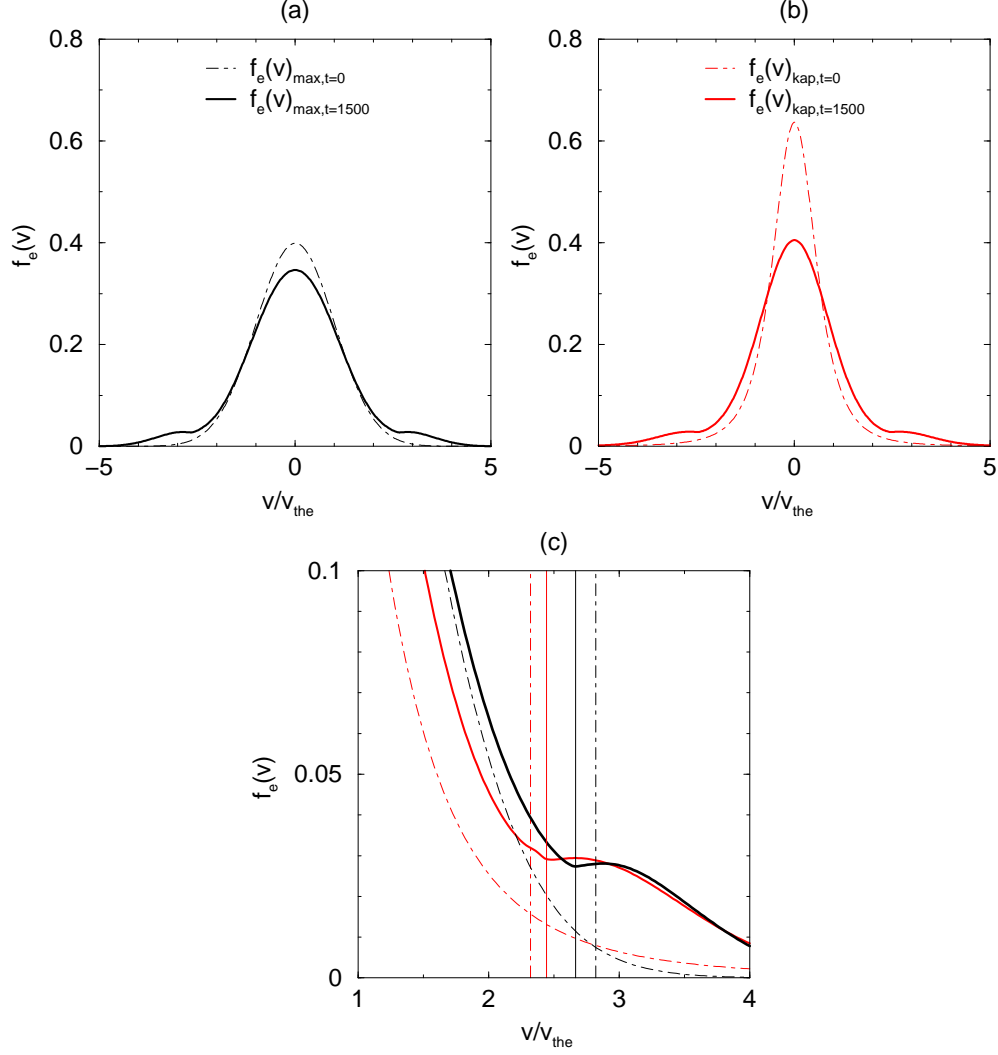 (a)
0.8
f_e(v)_max,t=0
f_e(v)_max,t=1500
0.6
0.4
0.2
0
f_e(v)
−5
0
5
v/v_the
(b)
0.8
f_e(v)_kap,t=0
f_e(v)_kap,t=1500
0.6
0.4
0.2
0
f_e(v)
−5
0
5
v/v_the
(c)
0.1
0.05
0
f_e(v)
1
2
3
4
v/v_the